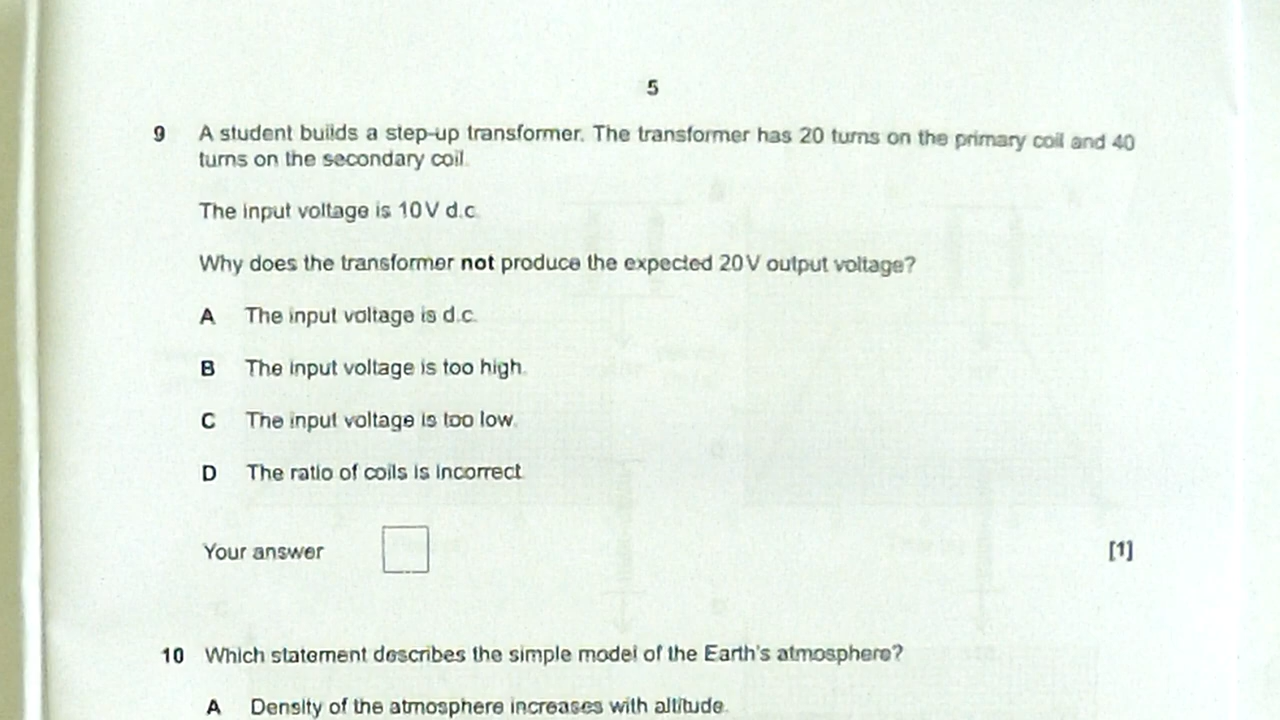 5
9 A student builds a step-up transformer. The transformer has 20 turns on the primary coil and 40
turns on the secondary coil.
The input voltage is 10V d.c.
Why does the transformer not produce the expected 20V output voltage?
A The input voltage is d.c.
B The input voltage is too high.
C The input voltage is too low.
D The ratio of coils is incorrect.
Your answer
[1]
10 Which statement describes the simple model of the Earth's atmosphere?
A Density of the atmosphere increases with altitude.